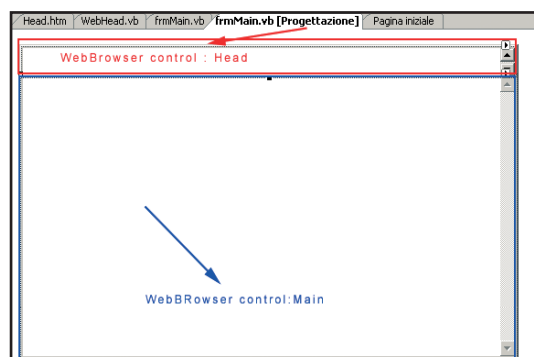 Head.htm WebHead.vb frmMain.vb frmMain.vb [Progettazione] Pagina iniziale
WebBrowser control : Head
WebBRowser control:Main